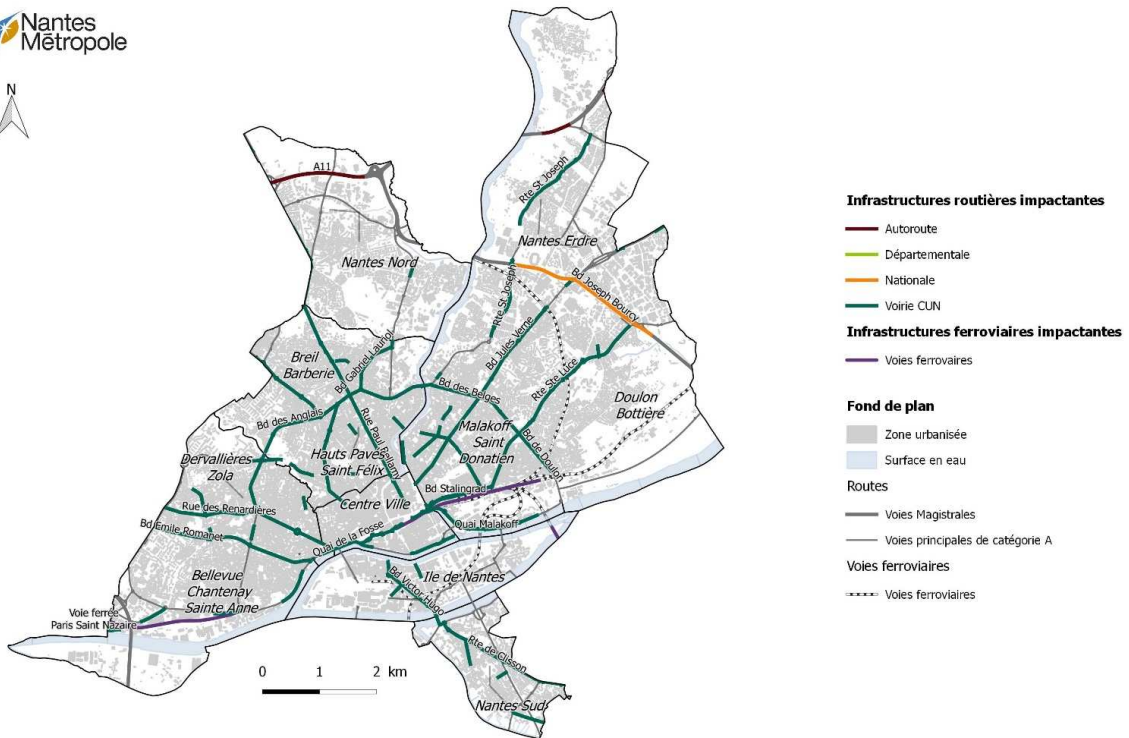 Nantes
Métropole
N
A11
Rte St Joseph
Nantes Erdre
Nantes Nord
Bd Joseph Bourcy
Rte St Joseph
Bd Jules Verne
Breil
Barberie
Bd Gabriel Lauriol
Bd des Belges
Rte Ste Luce
Doulon
Bottière
Bd des Anglais
Rue Paul Bellamy
Malakoff
Saint
Donatien
Bd de Doulon
Hauts Pavés
Saint Félix
Dervallières
Zola
Bd Stalingrad
Centre Ville
Rue des Renardières
Quai Malakoff
Bd Emile Romanet
Quai de la Fosse
Bellevue
Chantenay
Sainte Anne
Ile de Nantes
Bd Victor Hugo
Voie ferrée
Paris Saint Nazaire
Rte de Clisson
Nantes Sud
0 1 2 km
Infrastructures routières impactantes
Autoroute
Départementale
Nationale
Voirie CUN
Infrastructures ferroviaires impactantes
Voies ferrovaires
Fond de plan
Zone urbanisée
Surface en eau
Routes
Voies Magistrales
Voies principales de catégorie A
Voies ferroviaires
Voies ferroviaires